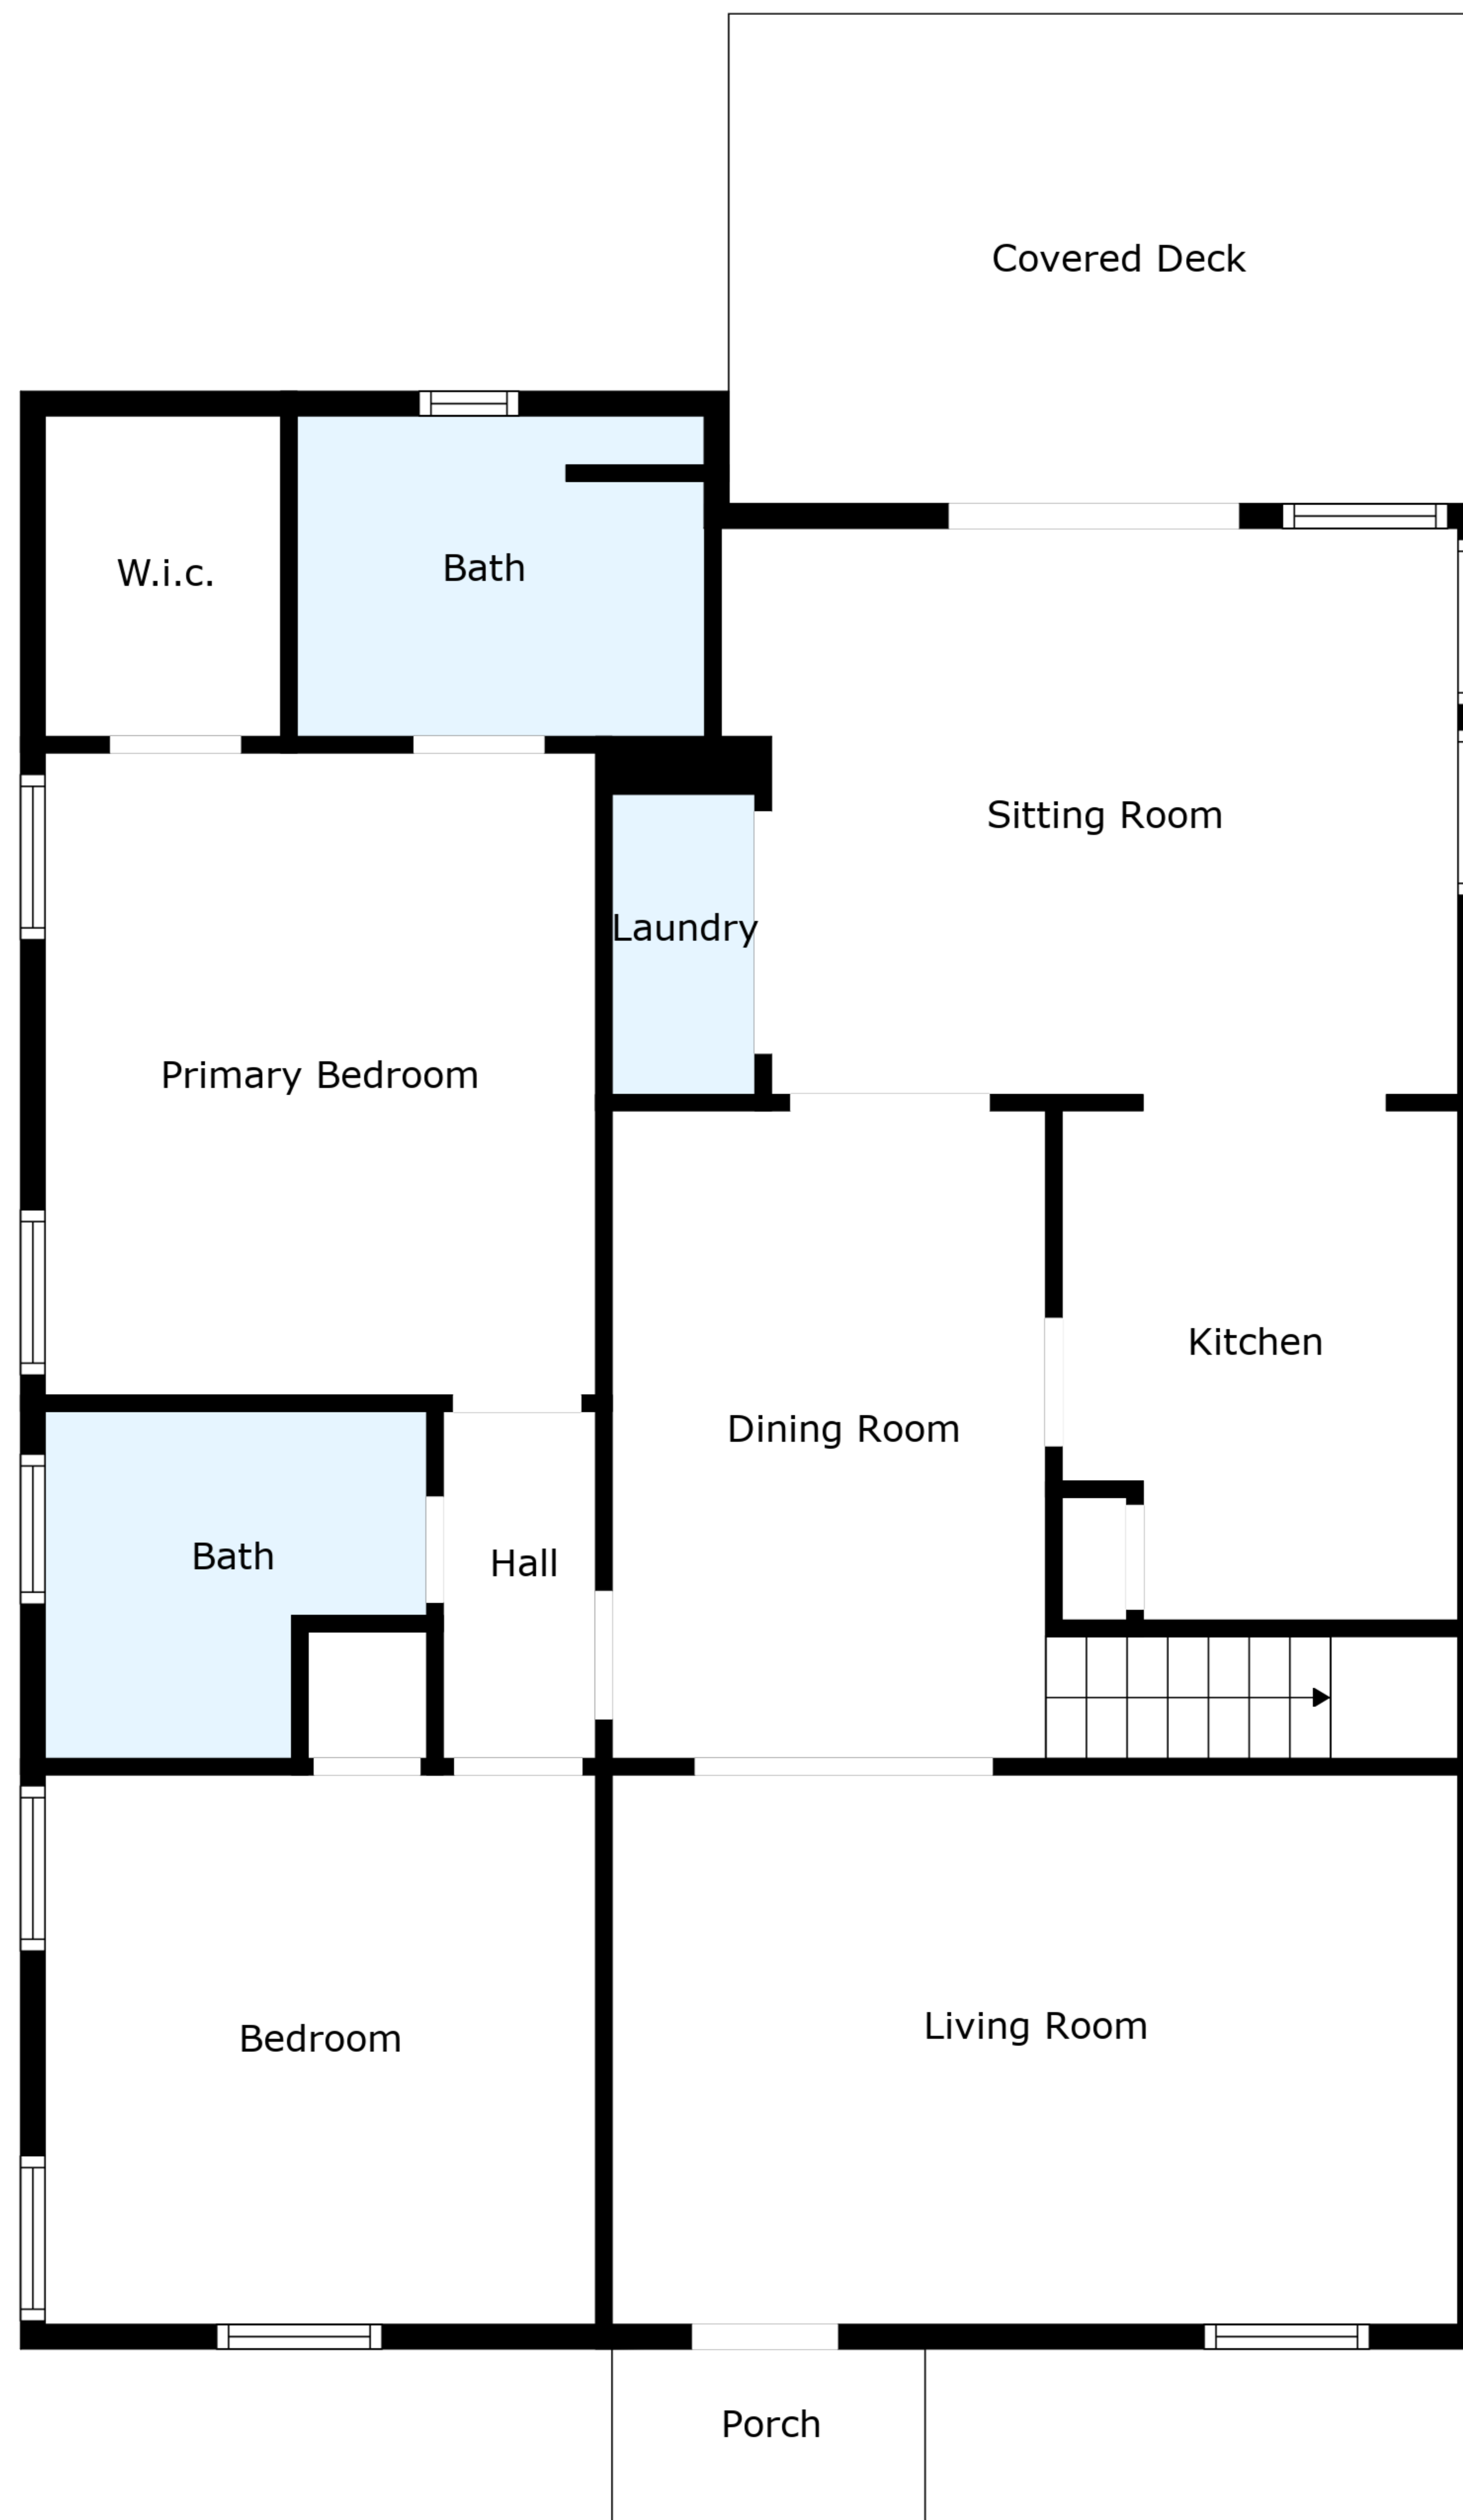 Covered Deck
W.i.c.
Bath
Sitting Room
Laundry
Primary Bedroom
Kitchen
Dining Room
Bath
Hall
Bedroom
Living Room
Porch